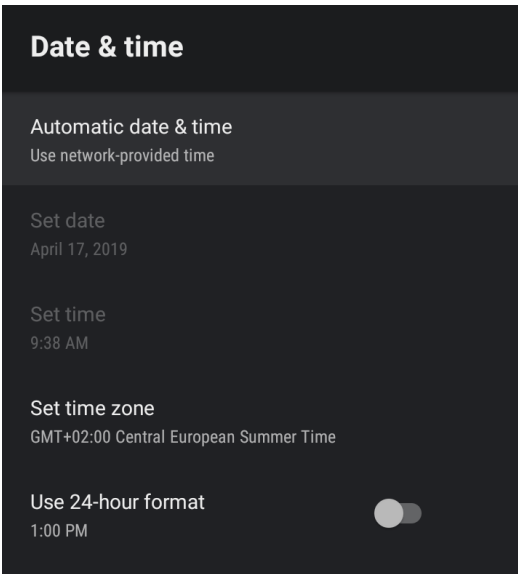 Date & time
Automatic date & time
Use network-provided time
Set date
April 17, 2019
Set time
9:38 AM
Set time zone
GMT+02:00 Central European Summer Time
Use 24-hour format
1:00 PM